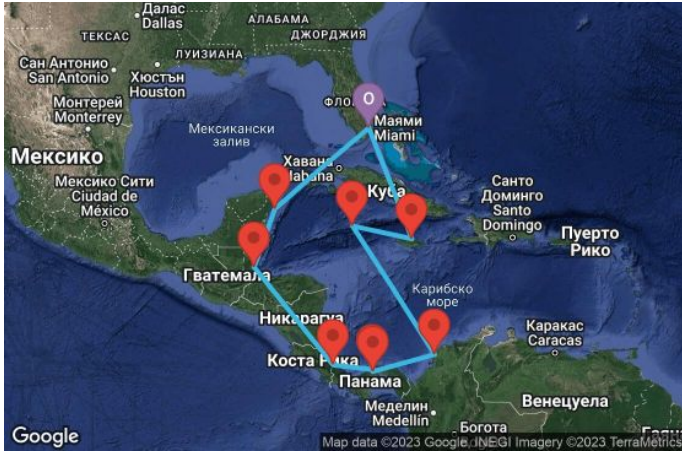 Далас
Dallas
АЛАБАМА
ТЕКСАС
ДЖОРДЖИЯ
ЛУИЗИАНА
Сан Антонио
San Antonio
Хюстън
Houston
Монтерей
Monterrey
O
Маями
Miami
Мексикански
залив
Мексико
Хавана
Habana
Куба
Мексико Сити
Ciudad de
México
Санто
Доминго
Santo
Domingo
Пуерто
Рико
Гватемала
Карибско
море
Никарагуа
Коста Рика
Каракас
Caracas
Панама
Венецуела
Меделин
Medellín
Богота
Google
Map data ©2023 Google, INEGI Imagery ©2023 TerraMetrics